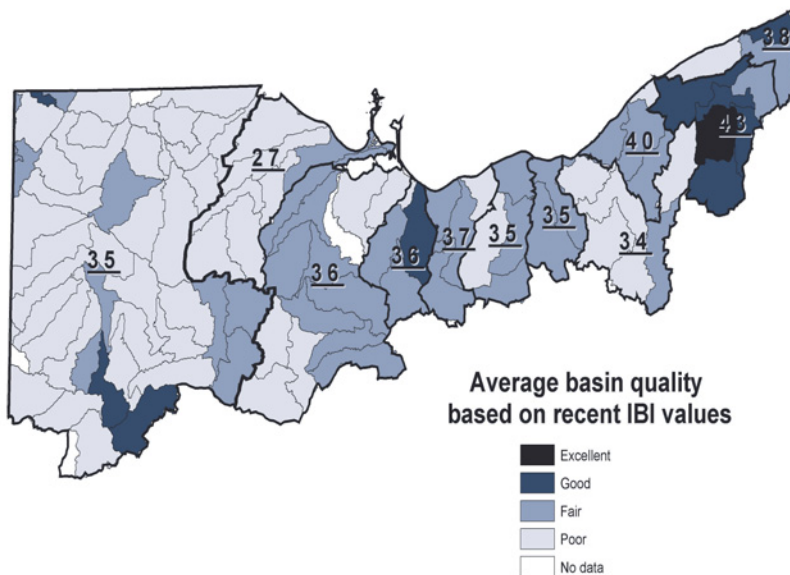 38
43
40
27
37
35
35
34
36
36
35
Average basin quality
based on recent IBI values
Excellent
Good
Fair
Poor
No data